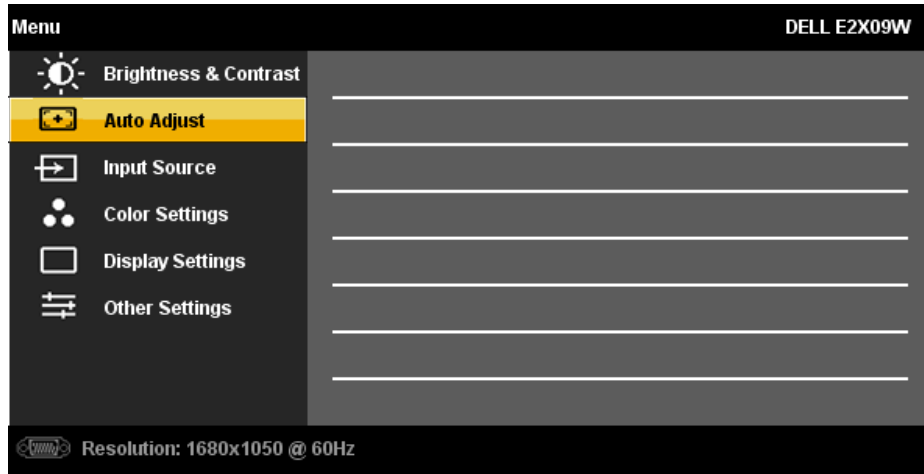 Menu DELL E2X09W
Brightness & Contrast
Auto Adjust
Input Source
Color Settings
Display Settings
Other Settings
Resolution: 1680x1050 @ 60Hz